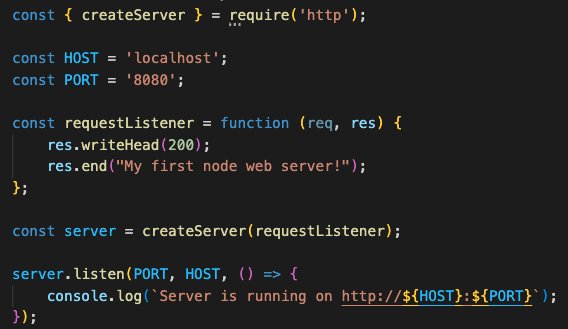 const { createServer } = require('http');
const HOST = 'localhost';
const PORT = '8080';
const requestListener = function (req, res) {
    res.writeHead(200);
    res.end("My first node web server!");
};
const server = createServer(requestListener);
server.listen(PORT, HOST, () => {
    console.log(`Server is running on http://${HOST}:${PORT}`);
});